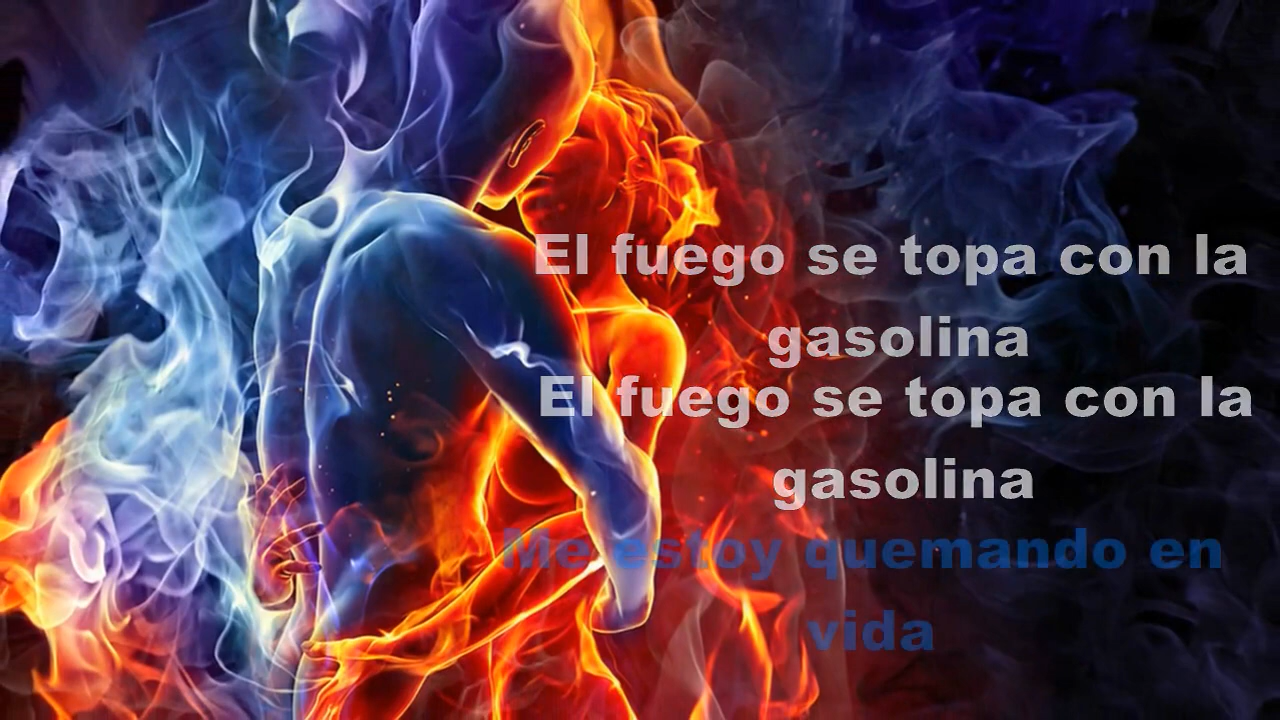 El fuego se topa con la
gasolina
El fuego se topa con la
gasolina
Me estoy quemando en
vida